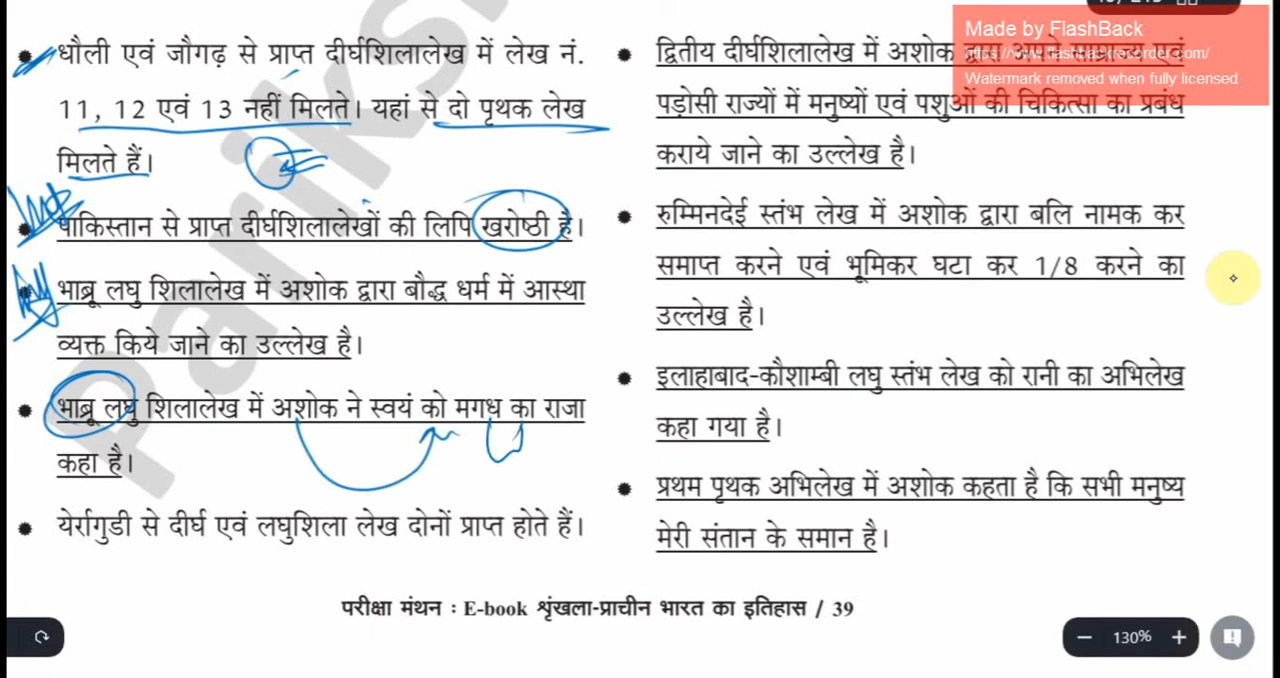 धौली एवं जौगढ़ से प्राप्त दीर्घशिलालेख में लेख नं.
11, 12 एवं 13 नहीं मिलते। यहां से दो पृथक लेख
मिलते हैं।
पाकिस्तान से प्राप्त दीर्घशिलालेखों की लिपि खरोष्ठी है।
भाब्रू लघु शिलालेख में अशोक द्वारा बौद्ध धर्म में आस्था
व्यक्त किये जाने का उल्लेख है।
भाब्रू लघु शिलालेख में अशोक ने स्वयं को मगध का राजा
कहा है।
येर्रागुडी से दीर्घ एवं लघुशिला लेख दोनों प्राप्त होते हैं।
Made by FlashBack
Watermark removed when fully licensed
द्वितीय दीर्घशिलालेख में अशोक द्वारा एवं
पड़ोसी राज्यों में मनुष्यों एवं पशुओं की चिकित्सा का प्रबंध
कराये जाने का उल्लेख है।
रुम्मिनदेई स्तंभ लेख में अशोक द्वारा बलि नामक कर
समाप्त करने एवं भूमिकर घटा कर 1/8 करने का
उल्लेख है।
इलाहाबाद-कौशाम्बी लघु स्तंभ लेख को रानी का अभिलेख
कहा गया है।
प्रथम पृथक अभिलेख में अशोक कहता है कि सभी मनुष्य
मेरी संतान के समान है।
परीक्षा मंथन : E-book श्रृंखला-प्राचीन भारत का इतिहास / 39
130%